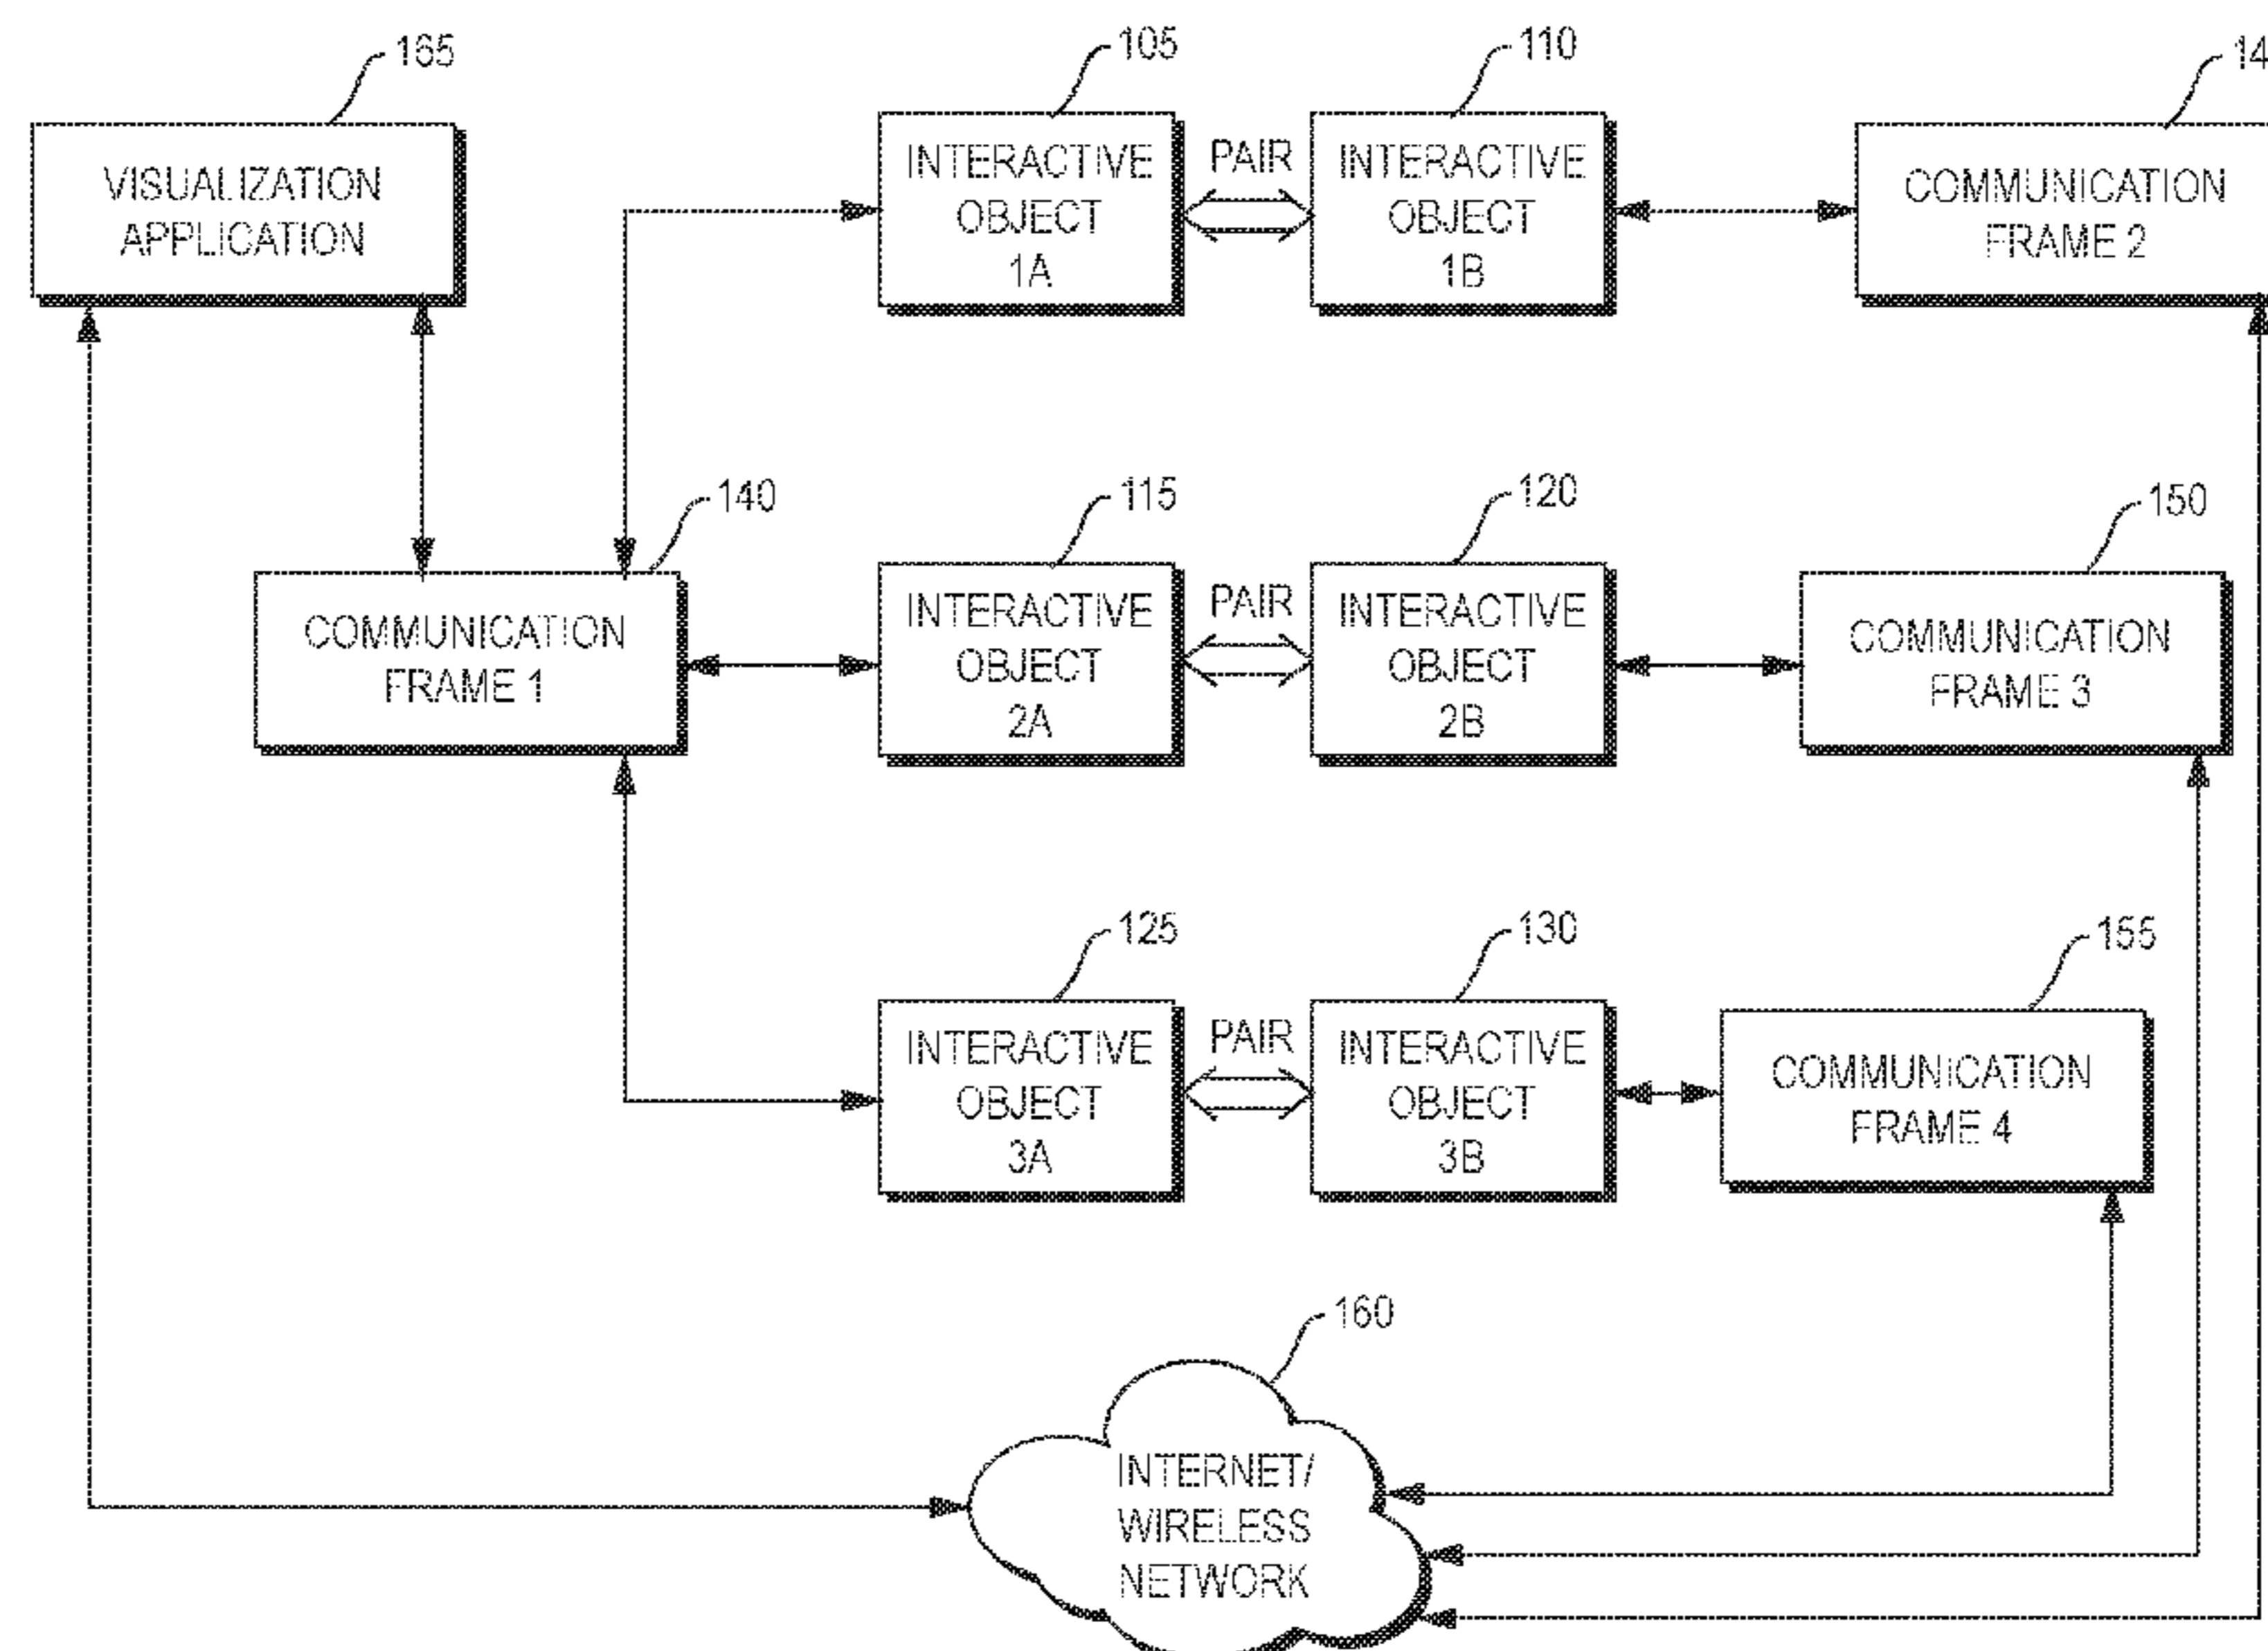 165
105
110
14
VISUALIZATION
APPLICATION
INTERACTIVE
OBJECT
1A
PAIR
INTERACTIVE
OBJECT
1B
COMMUNICATION
FRAME 2
140
115
120
150
COMMUNICATION
FRAME 1
INTERACTIVE
OBJECT
2A
PAIR
INTERACTIVE
OBJECT
2B
COMMUNICATION
FRAME 3
125
130
155
INTERACTIVE
OBJECT
3A
PAIR
INTERACTIVE
OBJECT
3B
COMMUNICATION
FRAME 4
160
INTERNET/
WIRELESS
NETWORK